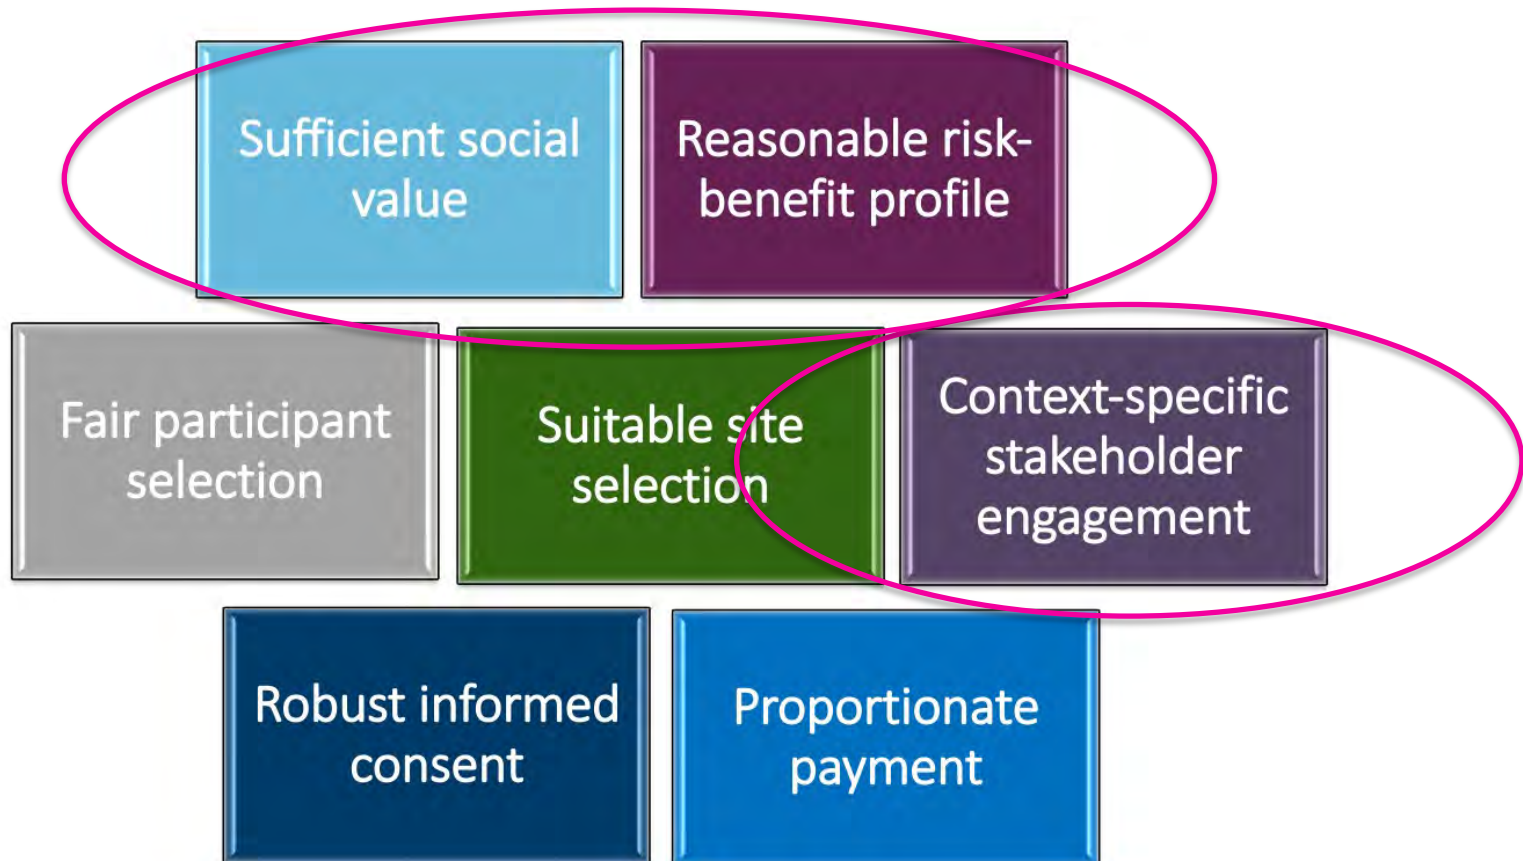 Sufficient social
value
Reasonable risk-
benefit profile
Fair participant
selection
Suitable site
selection
Context-specific
stakeholder
engagement
Robust informed
consent
Proportionate
payment